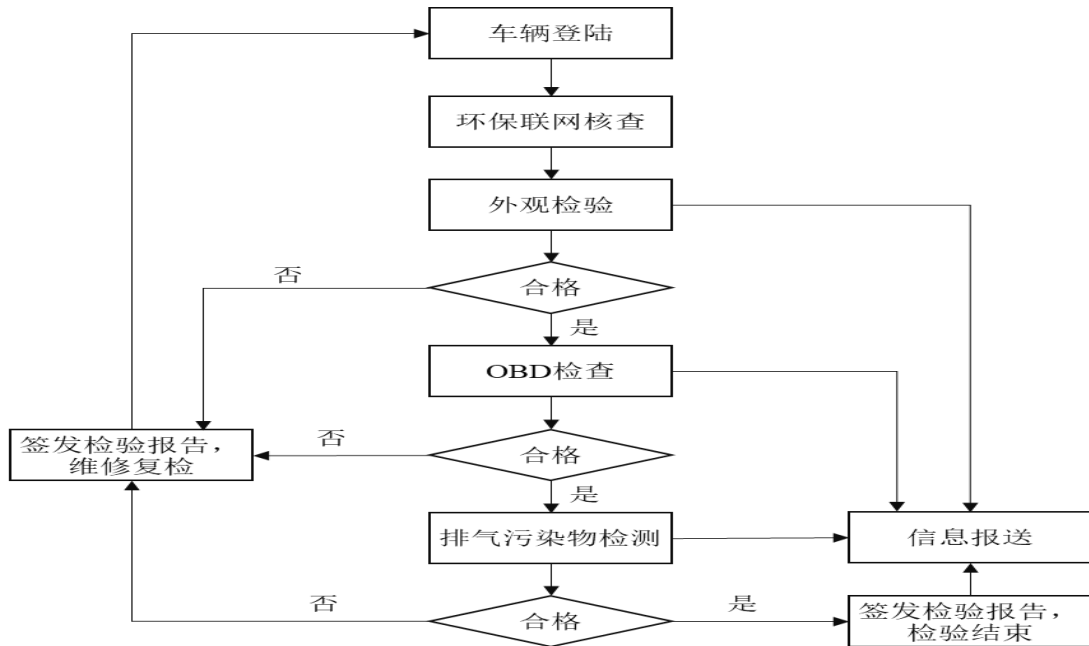 车辆登陆
环保联网核查
外观检验
否
合格
是
OBD检查
签发检验报告，
维修复检
否
合格
是
排气污染物检测
信息报送
否
合格
是
签发检验报告，
检验结束